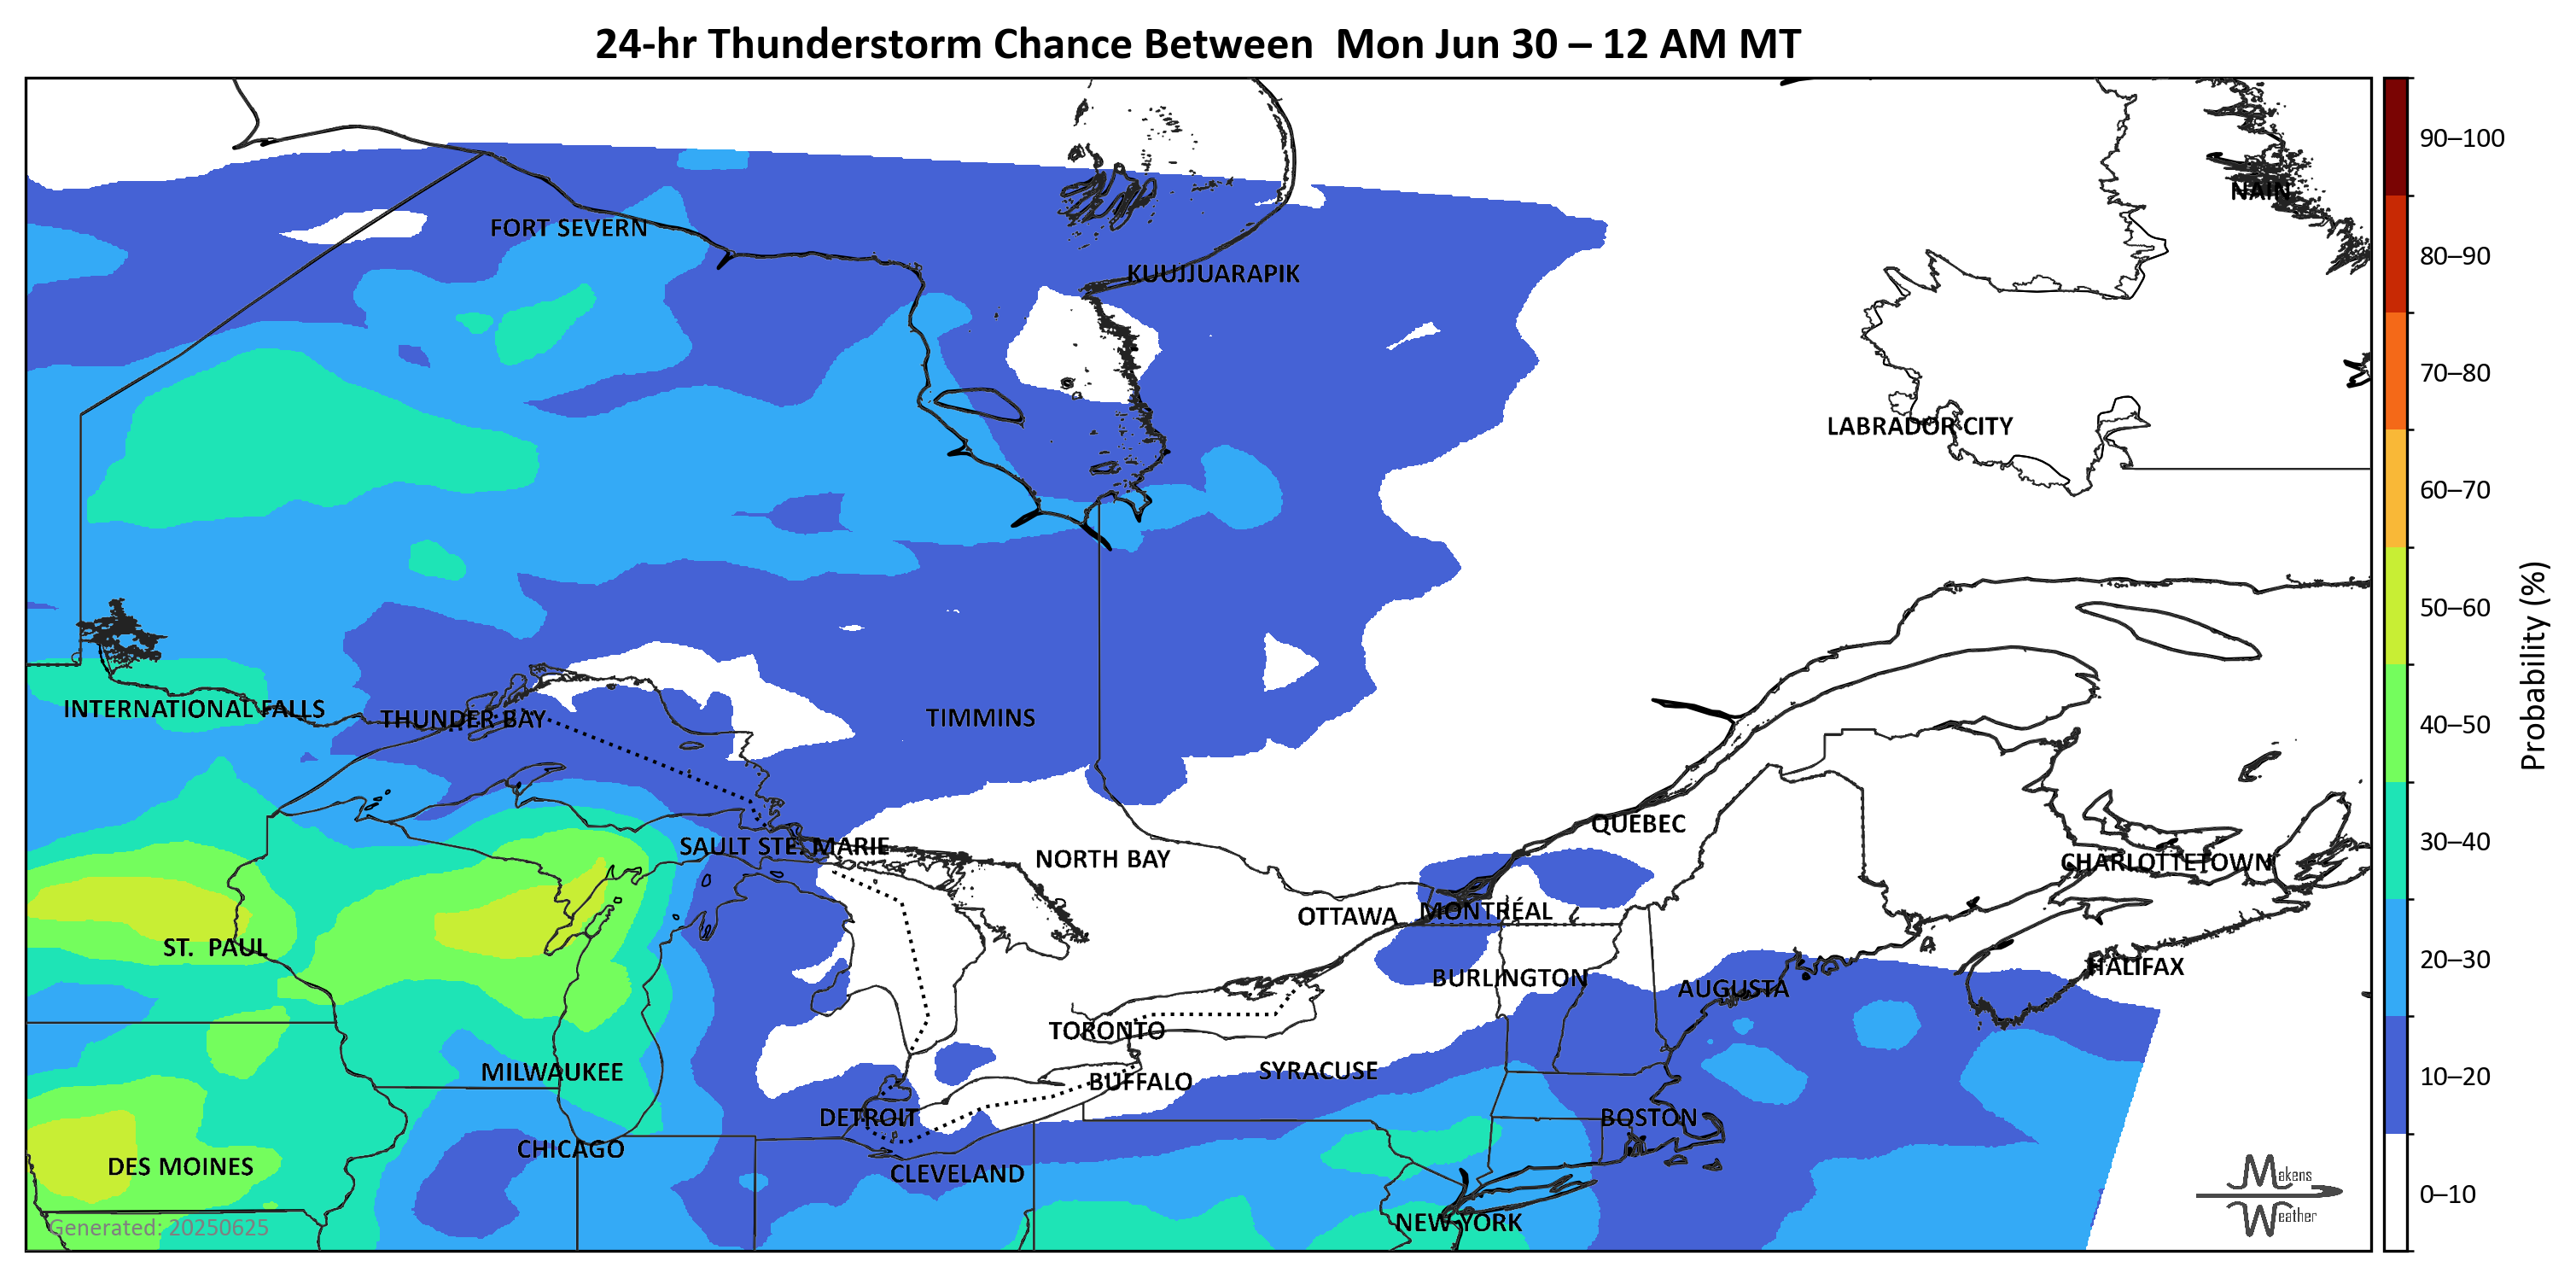 24-hr Thunderstorm Chance Between  Mon Jun 30 – 12 AM MT
90–100
NAIN
FORT SEVERN
80–90
KUUJJUARAPIK
70–80
LABRADOR CITY
60–70
50–60
Probability (%)
INTERNATIONAL FALLS
THUNDER BAY
TIMMINS
40–50
QUEBEC
SAULT STE. MARIE
30–40
NORTH BAY
CHARLOTTETOWN
MONTRÉAL
OTTAWA
ST.  PAUL
20–30
HALIFAX
BURLINGTON
AUGUSTA
TORONTO
SYRACUSE
MILWAUKEE
10–20
BUFFALO
DETROIT
BOSTON
CHICAGO
DES MOINES
CLEVELAND
Makens
0–10
Weather
NEW YORK
Generated: 20250625